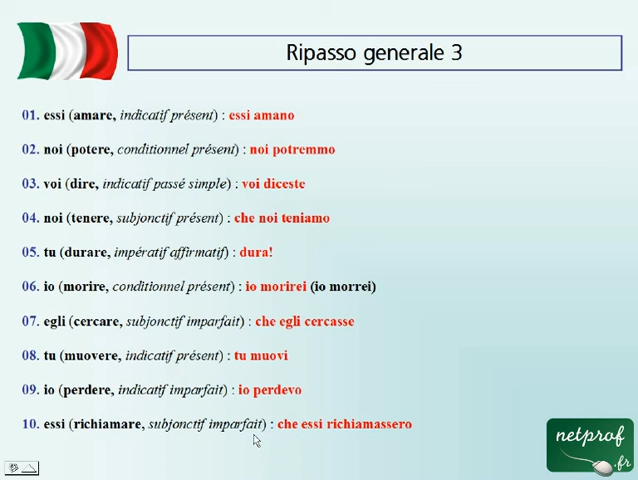 Ripasso generale 3
01. essi (amare, indicatif présent) : essi amano
02. noi (potere, conditionnel présent) : noi potremmo
03. voi (dire, indicatif passé simple) : voi diceste
04. noi (tenere, subjonctif présent) : che noi teniamo
05. tu (durare, impératif affirmatif) : dura!
06. io (morire, conditionnel présent) : io morirei (io morrei)
07. egli (cercare, subjonctif imparfait) : che egli cercasse
08. tu (muovere, indicatif présent) : tu muovi
09. io (perdere, indicatif imparfait) : io perdevo
10. essi (richiamare, subjonctif imparfait) : che essi richiamassero
netprof
.fr